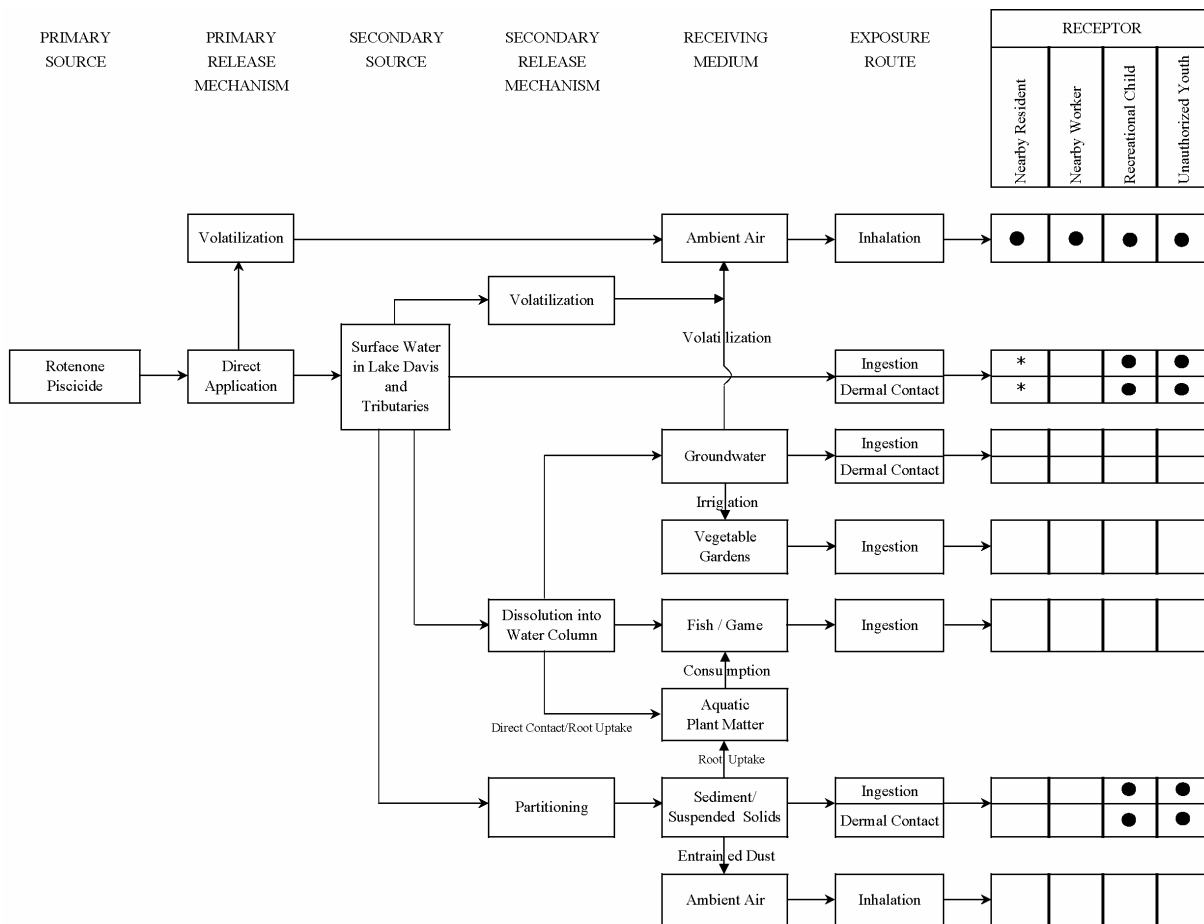 PRIMARY
SOURCE
PRIMARY
RELEASE
MECHANISM
SECONDARY
SOURCE
SECONDARY
RELEASE
MECHANISM
RECEIVING
MEDIUM
EXPOSURE
ROUTE
RECEPTOR
Nearby Resident
Nearby Worker
Recreational Child
Unauthorized Youth
Volatilization
Ambient Air
Inhalation
Volatilization
Volatilization
Rotenone
Piscicide
Direct
Application
Surface Water
in Lake Davis
and
Tributaries
Ingestion
*
Dermal Contact
*
Groundwater
Ingestion
Dermal Contact
Irrigation
Vegetable
Gardens
Ingestion
Dissolution into
Water Column
Fish / Game
Ingestion
Consumption
Aquatic
Plant Matter
Direct Contact/Root Uptake
Root Uptake
Partitioning
Sediment/
Suspended Solids
Ingestion
Dermal Contact
Entrained Dust
Ambient Air
Inhalation